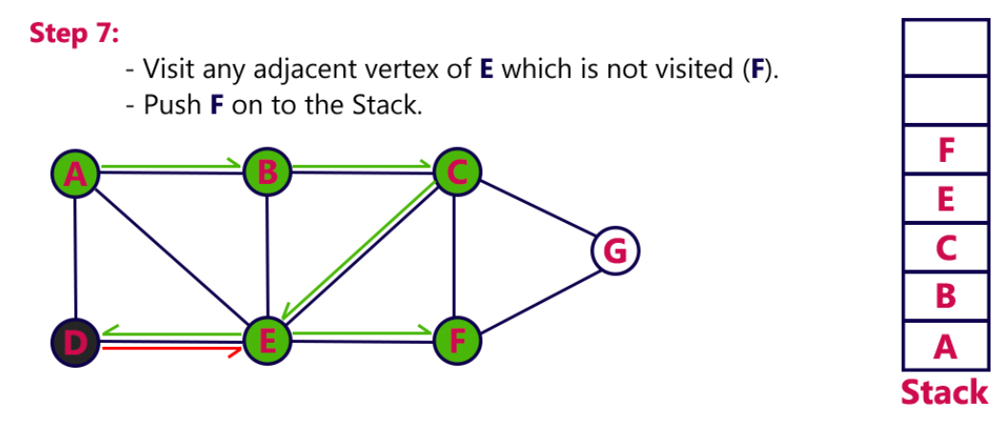 Step 7:
- Visit any adjacent vertex of E which is not visited (F).
- Push F on to the Stack.
A
B
C
G
D
E
F
F
E
C
B
A
Stack